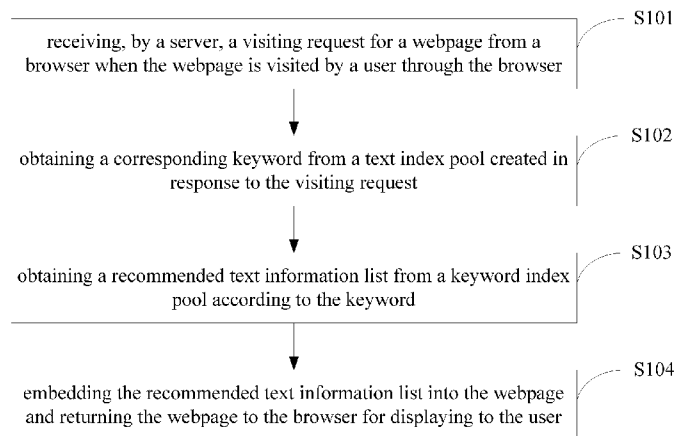 S101
receiving, by a server, a visiting request for a webpage from a
browser when the webpage is visited by a user through the browser
S102
obtaining a corresponding keyword from a text index pool created in
response to the visiting request
S103
obtaining a recommended text information list from a keyword index
pool according to the keyword
S104
embedding the recommended text information list into the webpage
and returning the webpage to the browser for displaying to the user